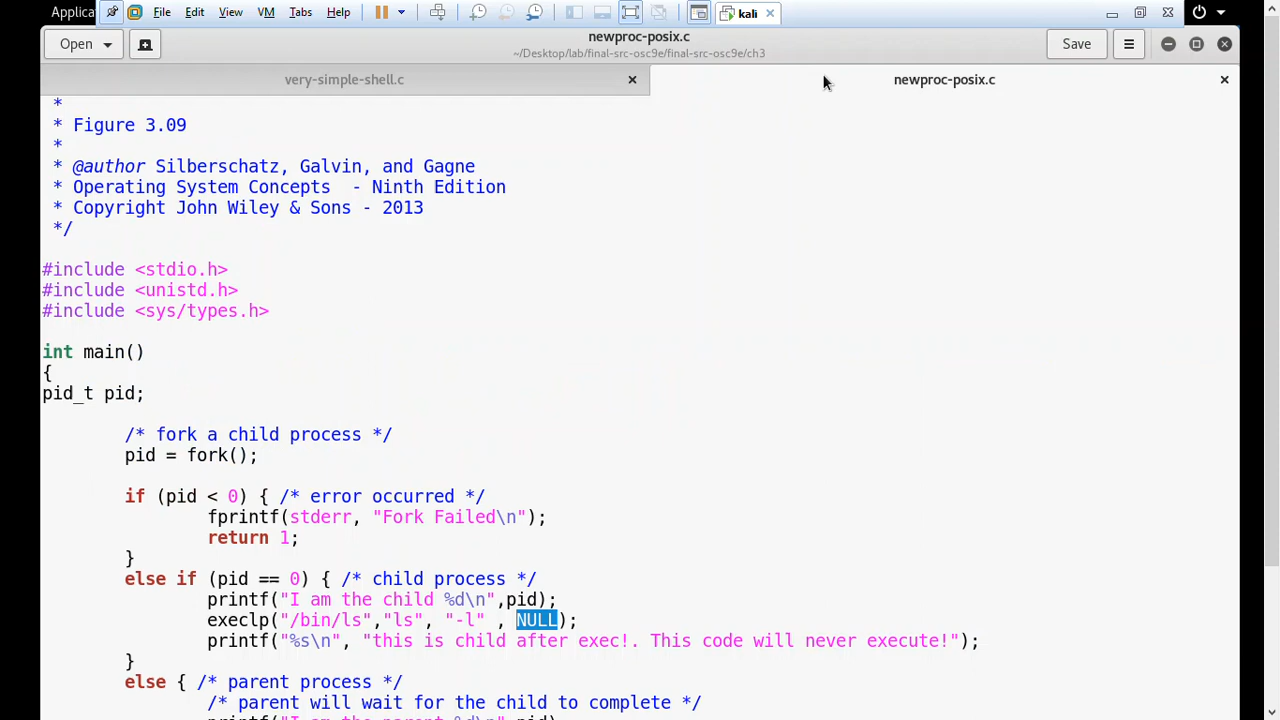 Applica File Edit View VM Tabs Help kali
Open newproc-posix.c Save
~/Desktop/lab/final-src-osc9e/final-src-osc9e/ch3
very-simple-shell.c newproc-posix.c
*
* Figure 3.09
*
* @author Silberschatz, Galvin, and Gagne
* Operating System Concepts  - Ninth Edition
* Copyright John Wiley & Sons - 2013
*/
#include <stdio.h>
#include <unistd.h>
#include <sys/types.h>
int main()
{
pid_t pid;
/* fork a child process */
pid = fork();
if (pid < 0) { /* error occurred */
fprintf(stderr, "Fork Failed\n");
return 1;
}
else if (pid == 0) { /* child process */
printf("I am the child %d\n",pid);
execlp("/bin/ls","ls", "-l" , NULL);
printf("%s\n", "this is child after exec!. This code will never execute!");
}
else { /* parent process */
/* parent will wait for the child to complete */
printf("I am the parent %d\n",pid)